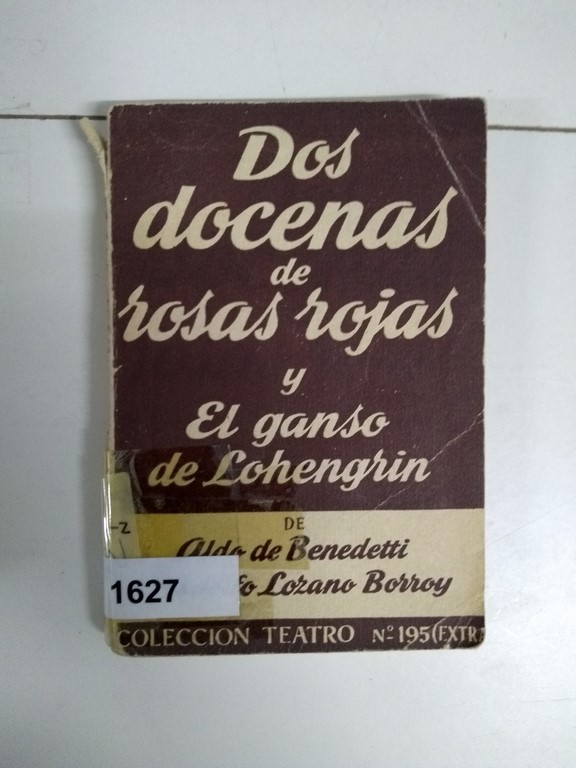 Dos
docenas
de
rosas rojas
y
El ganso
de Lohengrin
DE
Aldo de Benedetti
Lozano Borroy
COLECCION TEATRO Nº 195 (EXTRA
-Z
1627